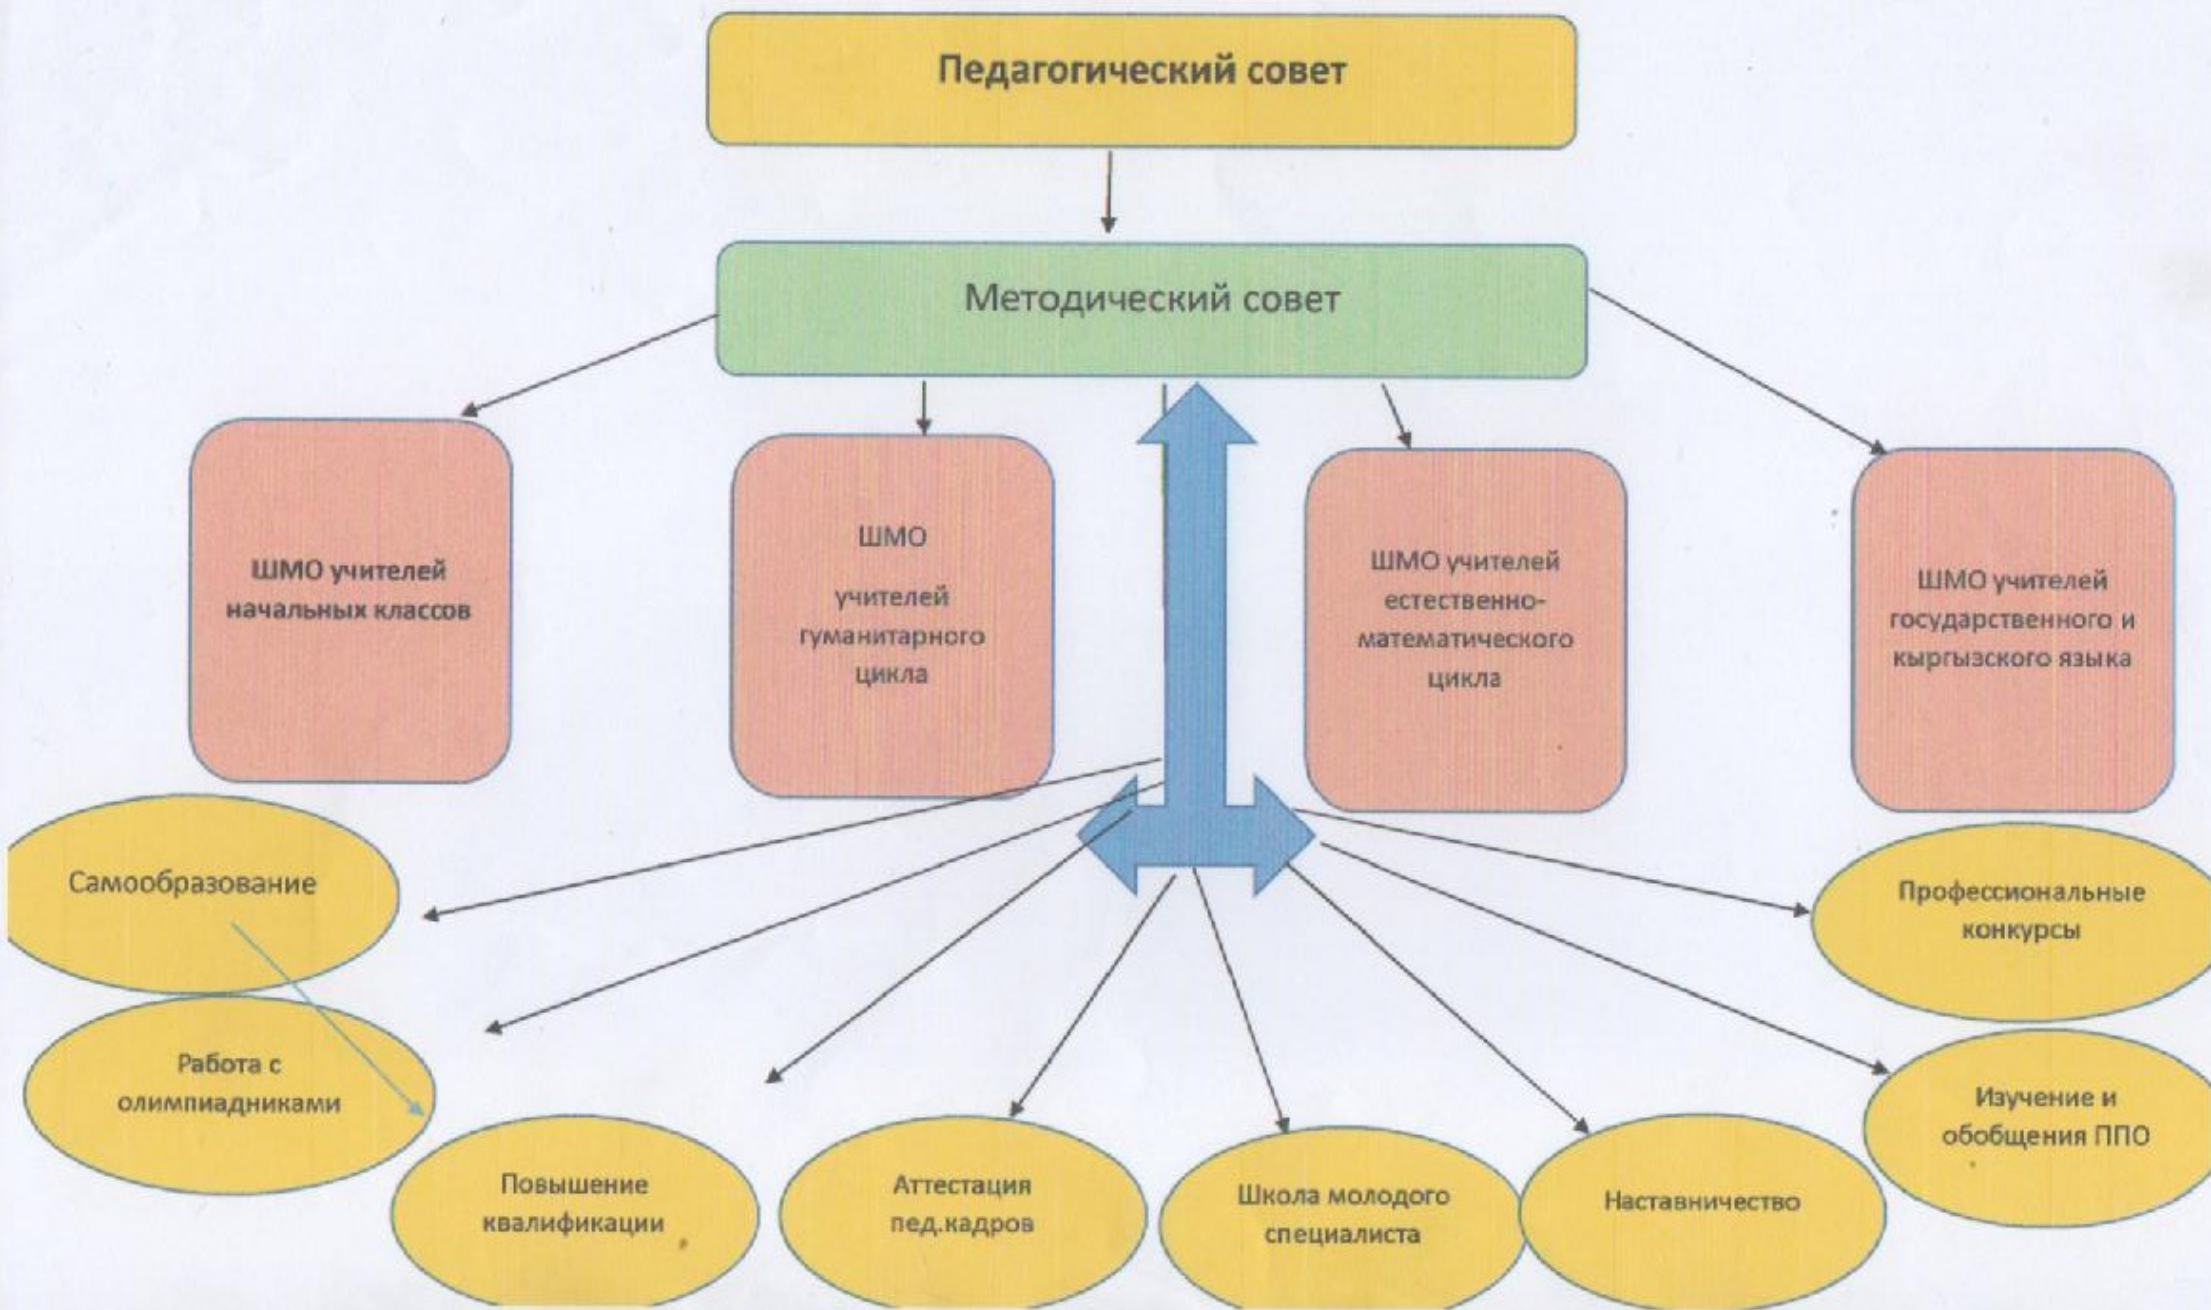 Педагогический совет
Методический совет
ШМО учителей
начальных классов
ШМО
учителей
гуманитарного
цикла
ШМО учителей
естественно-
математического
цикла
ШМО учителей
государственного и
кыргызского языка
Самообразование
Работа с
олимпиадниками
Повышение
квалификации
Аттестация
пед.кадров
Школа молодого
специалиста
Наставничество
Профессиональные
конкурсы
Изучение и
обобщения ППО